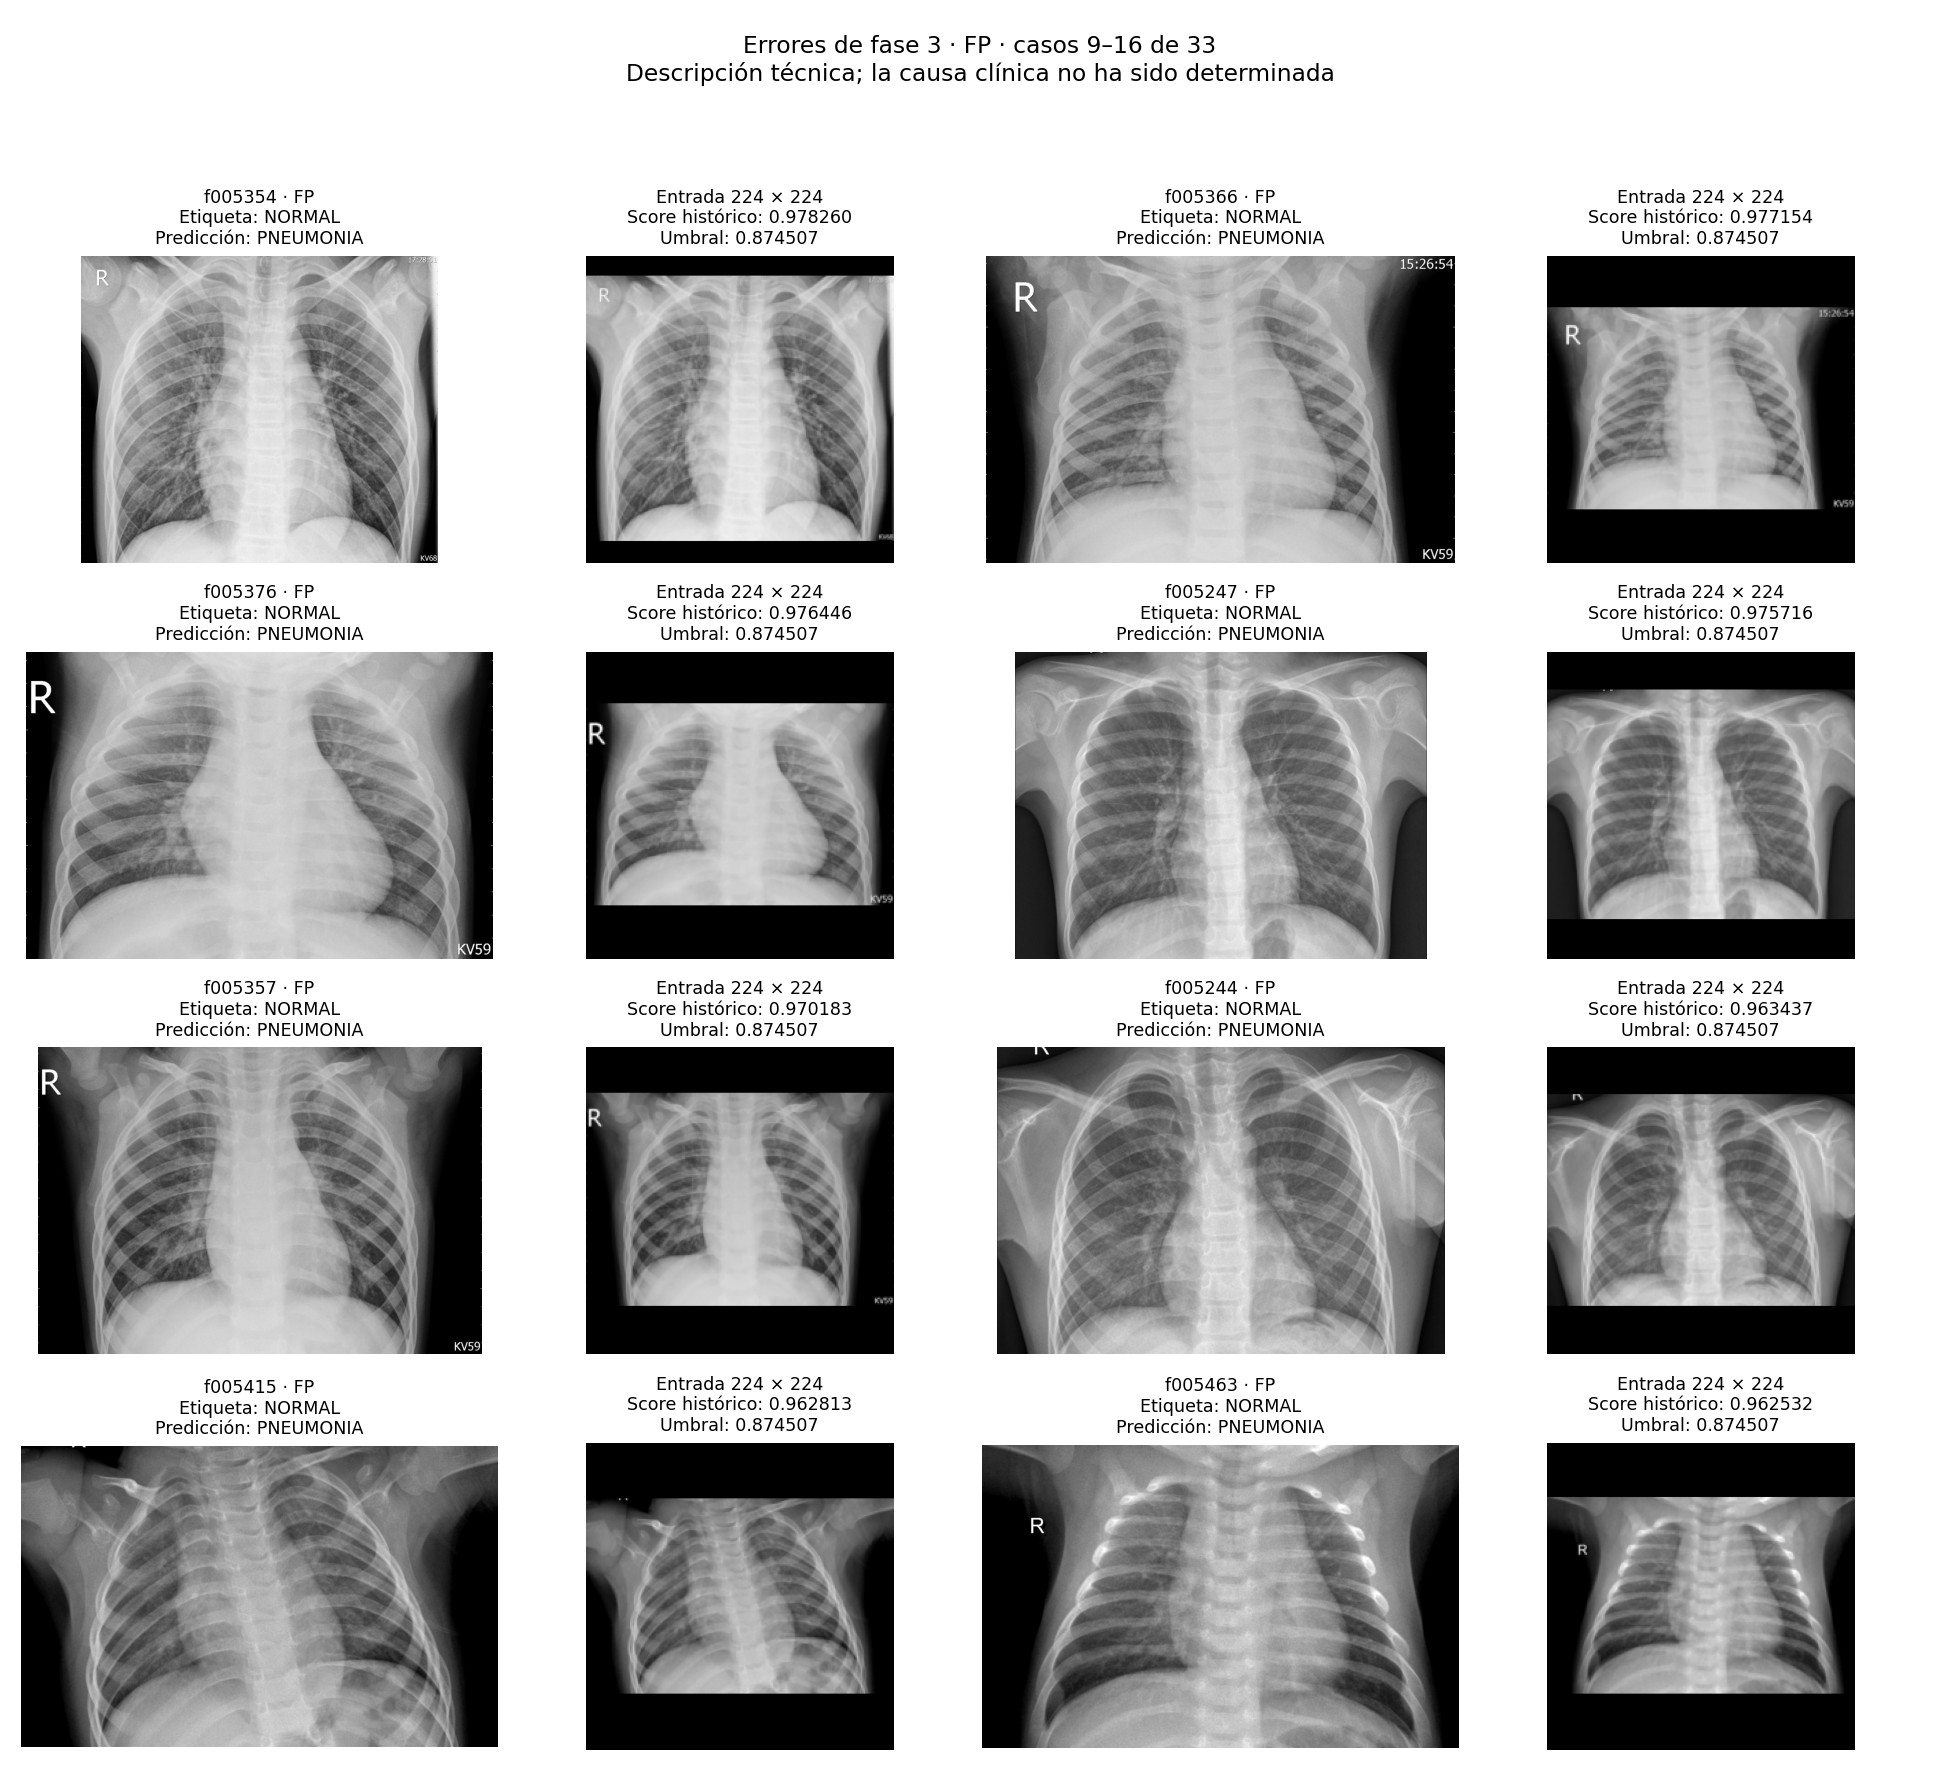 Errores de fase 3 · FP · casos 9–16 de 33
Descripción técnica; la causa clínica no ha sido determinada
f005354 · FP
Etiqueta: NORMAL
Predicción: PNEUMONIA
R
KV68
Entrada 224 × 224
Score histórico: 0.978260
Umbral: 0.874507
R
f005366 · FP
Etiqueta: NORMAL
Predicción: PNEUMONIA
15:26:54
R
KV59
Entrada 224 × 224
Score histórico: 0.977154
Umbral: 0.874507
15:26:54
R
KV59
f005376 · FP
Etiqueta: NORMAL
Predicción: PNEUMONIA
R
KV59
Entrada 224 × 224
Score histórico: 0.976446
Umbral: 0.874507
R
KV59
f005247 · FP
Etiqueta: NORMAL
Predicción: PNEUMONIA
Entrada 224 × 224
Score histórico: 0.975716
Umbral: 0.874507
f005357 · FP
Etiqueta: NORMAL
Predicción: PNEUMONIA
R
KV59
Entrada 224 × 224
Score histórico: 0.970183
Umbral: 0.874507
R
KV59
f005244 · FP
Etiqueta: NORMAL
Predicción: PNEUMONIA
R
Entrada 224 × 224
Score histórico: 0.963437
Umbral: 0.874507
R
f005415 · FP
Etiqueta: NORMAL
Predicción: PNEUMONIA
Entrada 224 × 224
Score histórico: 0.962813
Umbral: 0.874507
f005463 · FP
Etiqueta: NORMAL
Predicción: PNEUMONIA
R
Entrada 224 × 224
Score histórico: 0.962532
Umbral: 0.874507
R